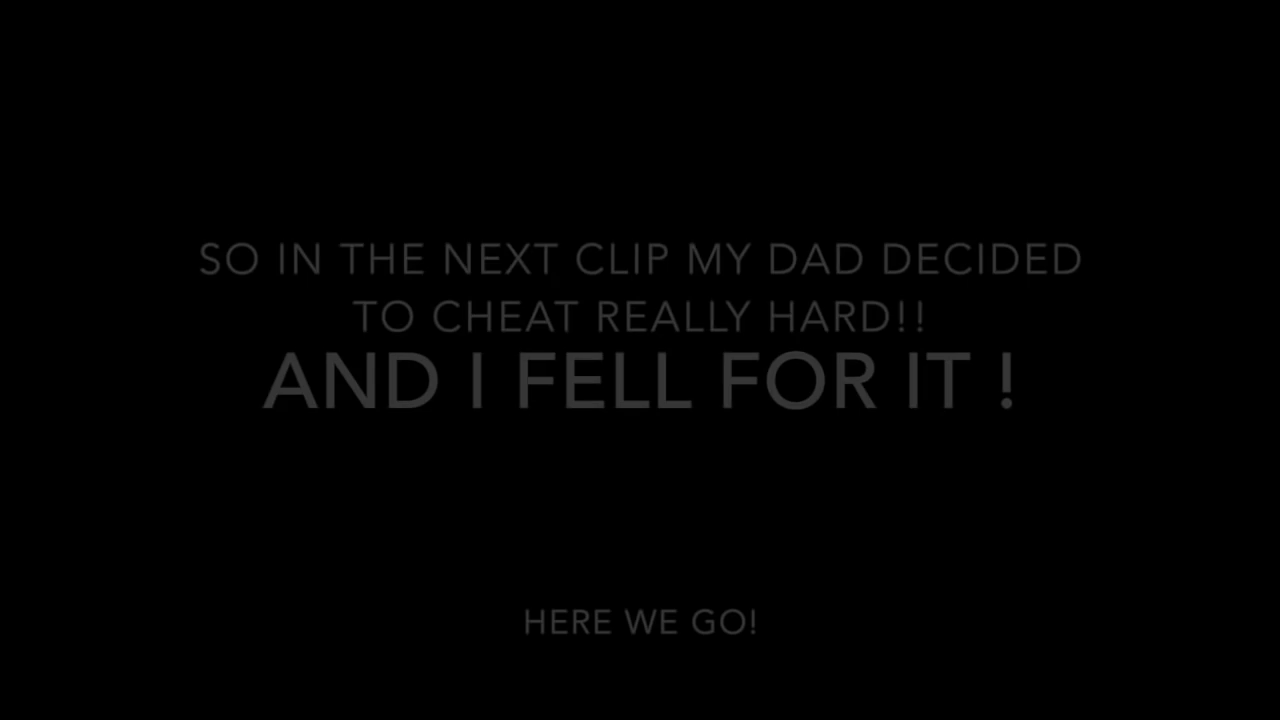 SO IN THE NEXT CLIP MY DAD DECIDED
TO CHEAT REALLY HARD!!
AND I FELL FOR IT !
HERE WE GO!